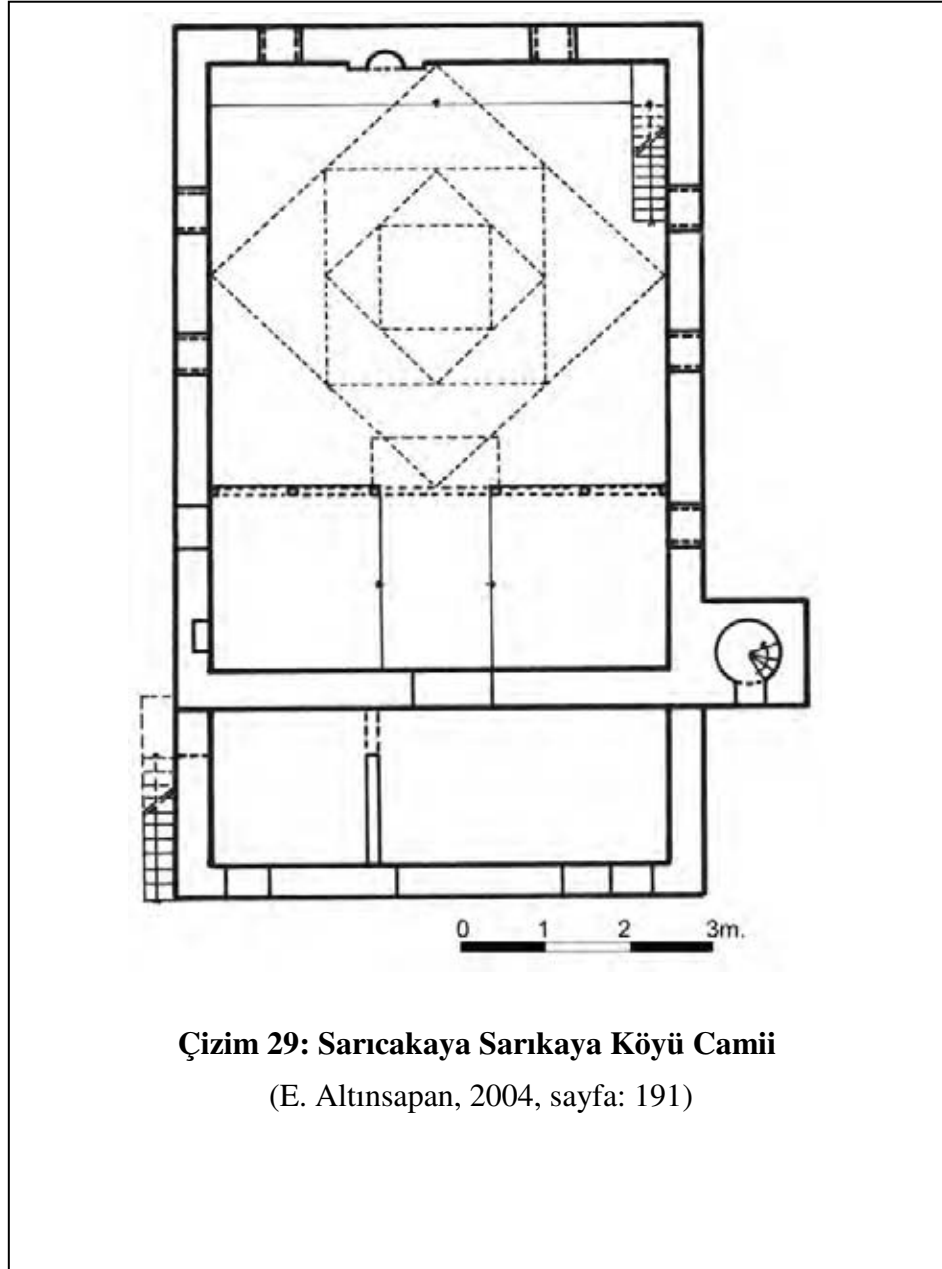 0 1 2 3m.
Çizim 29: Sarıcakaya Sarıkaya Köyü Camii
(E. Altınsapan, 2004, sayfa: 191)